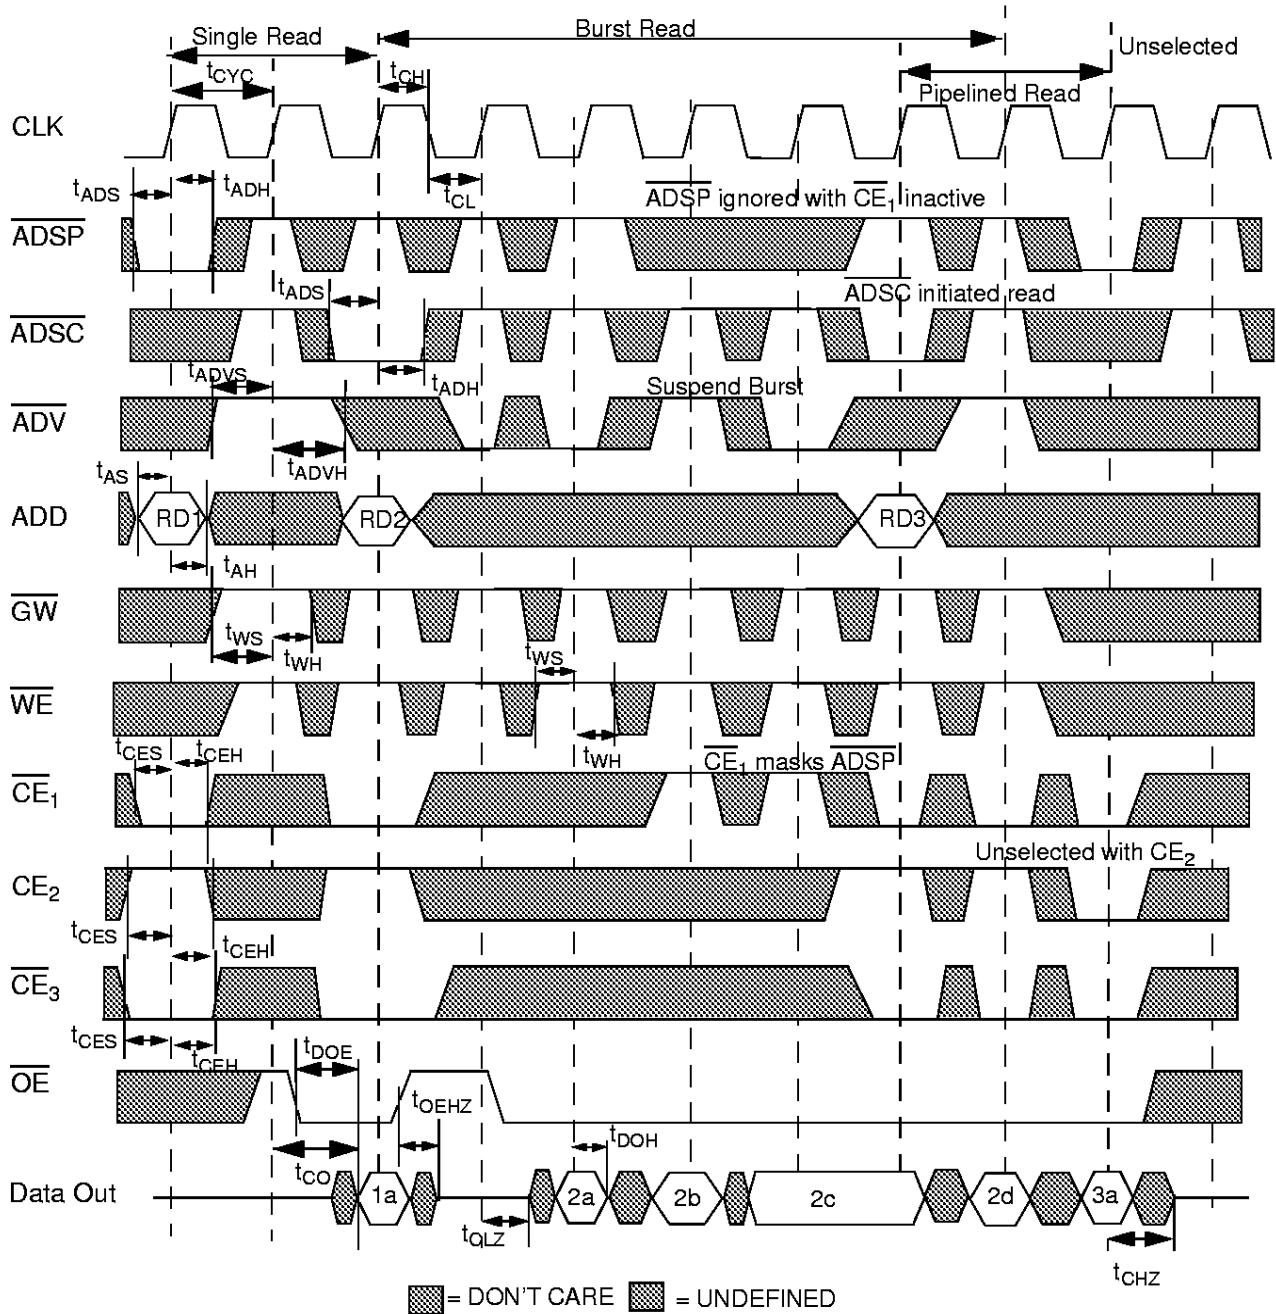 Single Read
Burst Read
Unselected
tCYC
tCH
Pipelined Read
CLK
tADS
tADH
tCL
ADSP ignored with CE1 inactive
ADSP
tADS
ADSC initiated read
ADSC
tADVS
tADH
Suspend Burst
ADV
tAS
tADVH
ADD
RD1
RD2
RD3
tAH
GW
tWS
tWH
tWS
WE
tCES
tCEH
tWH
CE1 masks ADSP
CE1
Unselected with CE2
CE2
tCES
tCEH
CE3
tCES
tCEH
tDOE
OE
tOEHZ
tCO
tDOH
Data Out
1a
2a
2b
2c
2d
3a
tOLZ
tCHZ
= DON'T CARE
= UNDEFINED